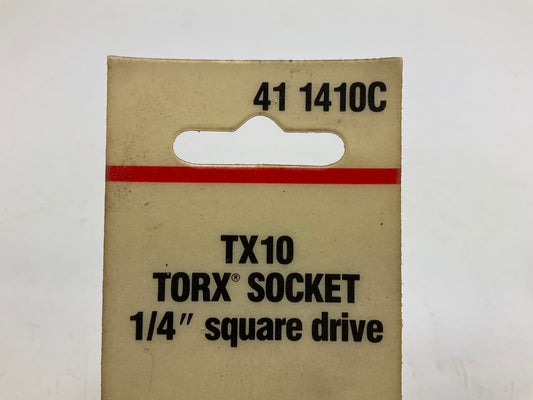 41 1410C
TX10
TORX® SOCKET
1/4" square drive